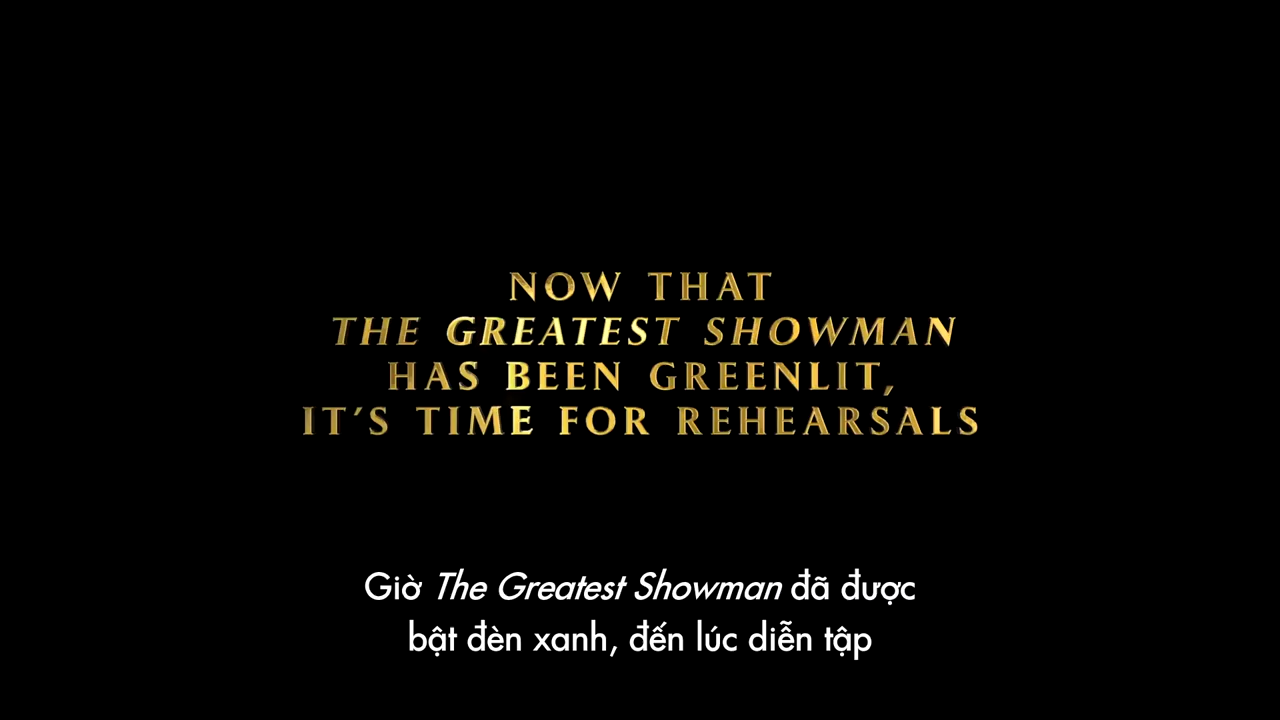 NOW THAT
THE GREATEST SHOWMAN
HAS BEEN GREENLIT,
IT'S TIME FOR REHEARSALS
Giờ The Greatest Showman đã được
bật đèn xanh, đến lúc diễn tập